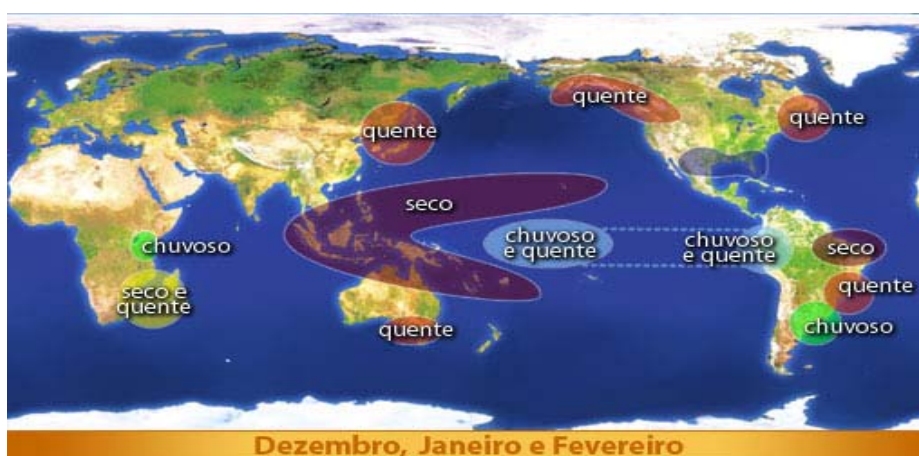 quente
quente
quente
seco
chuvoso
chuvoso
e quente
chuvoso
e quente
seco
seco e
quente
quente
quente
chuvoso
Dezembro, Janeiro e Fevereiro